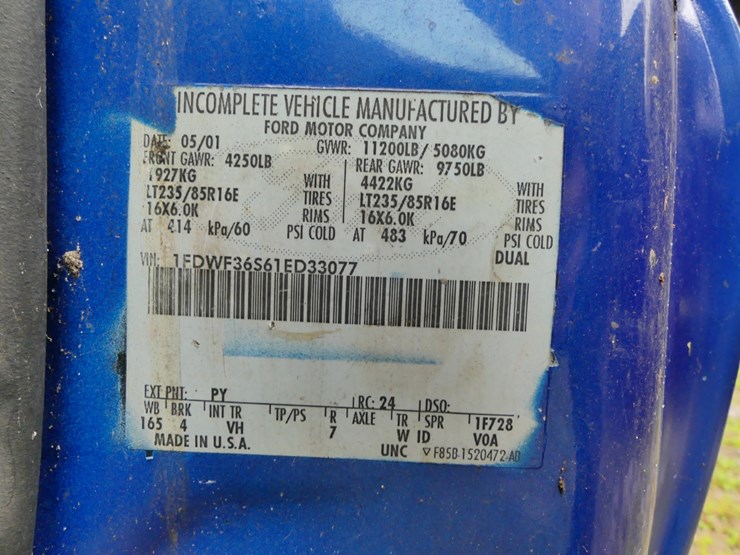 INCOMPLETE VEHICLE MANUFACTURED BY
FORD MOTOR COMPANY
DATE: 05/01 GVWR: 11200LB/ 5080KG
FRONT GAWR: 4250LB REAR GAWR: 9750LB
1927KG WITH 4422KG WITH
LT235/85R16E TIRES LT235/85R16E TIRES
16X6.0K RIMS 16X6.0K RIMS
AT 414 kPa/60 PSI COLD AT 483 kPa/70 PSI COLD
DUAL
VIN: 1FDWF36S61ED33077
EXT PNT: PY RC: 24 DSO:
WB BRK INT TR TP/PS R AXLE TR SPR 1F728
165 4 VH 7 W ID V0A
MADE IN U.S.A. UNC ▽ F85B-1520472-AB